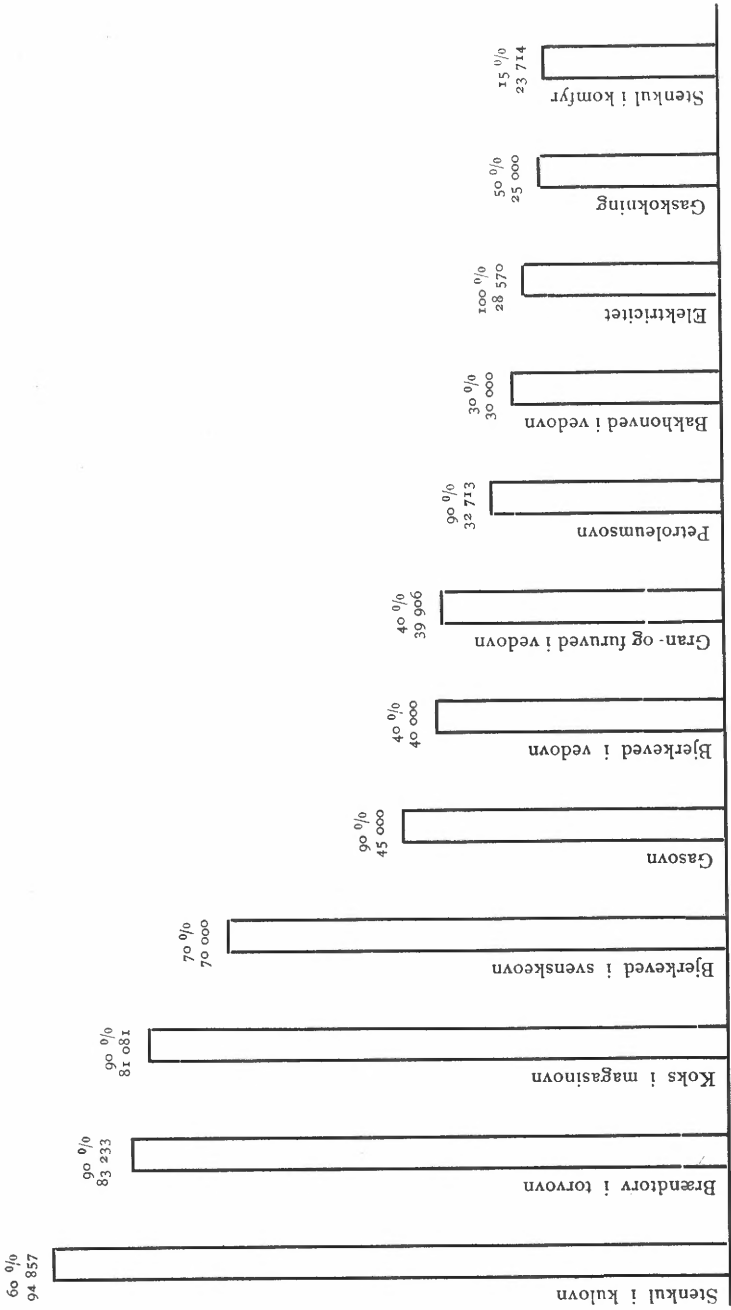 Stenkul i kulovn
60 %
94 857
Brændtorv i torvovn
90 %
83 233
Koks i magasinovn
90 %
81 081
Bjerkeved i svenskeovn
70 %
70 000
Gasovn
90 %
45 000
Bjerkeved i vedovn
40 %
40 000
Gran- og furuved i vedovn
40 %
39 906
Petroleumsovn
90 %
32 713
Bakhonved i vedovn
30 %
30 000
Elektricitet
100 %
28 570
Gaskokning
50 %
25 000
Stenkul i komfyr
15 %
23 714